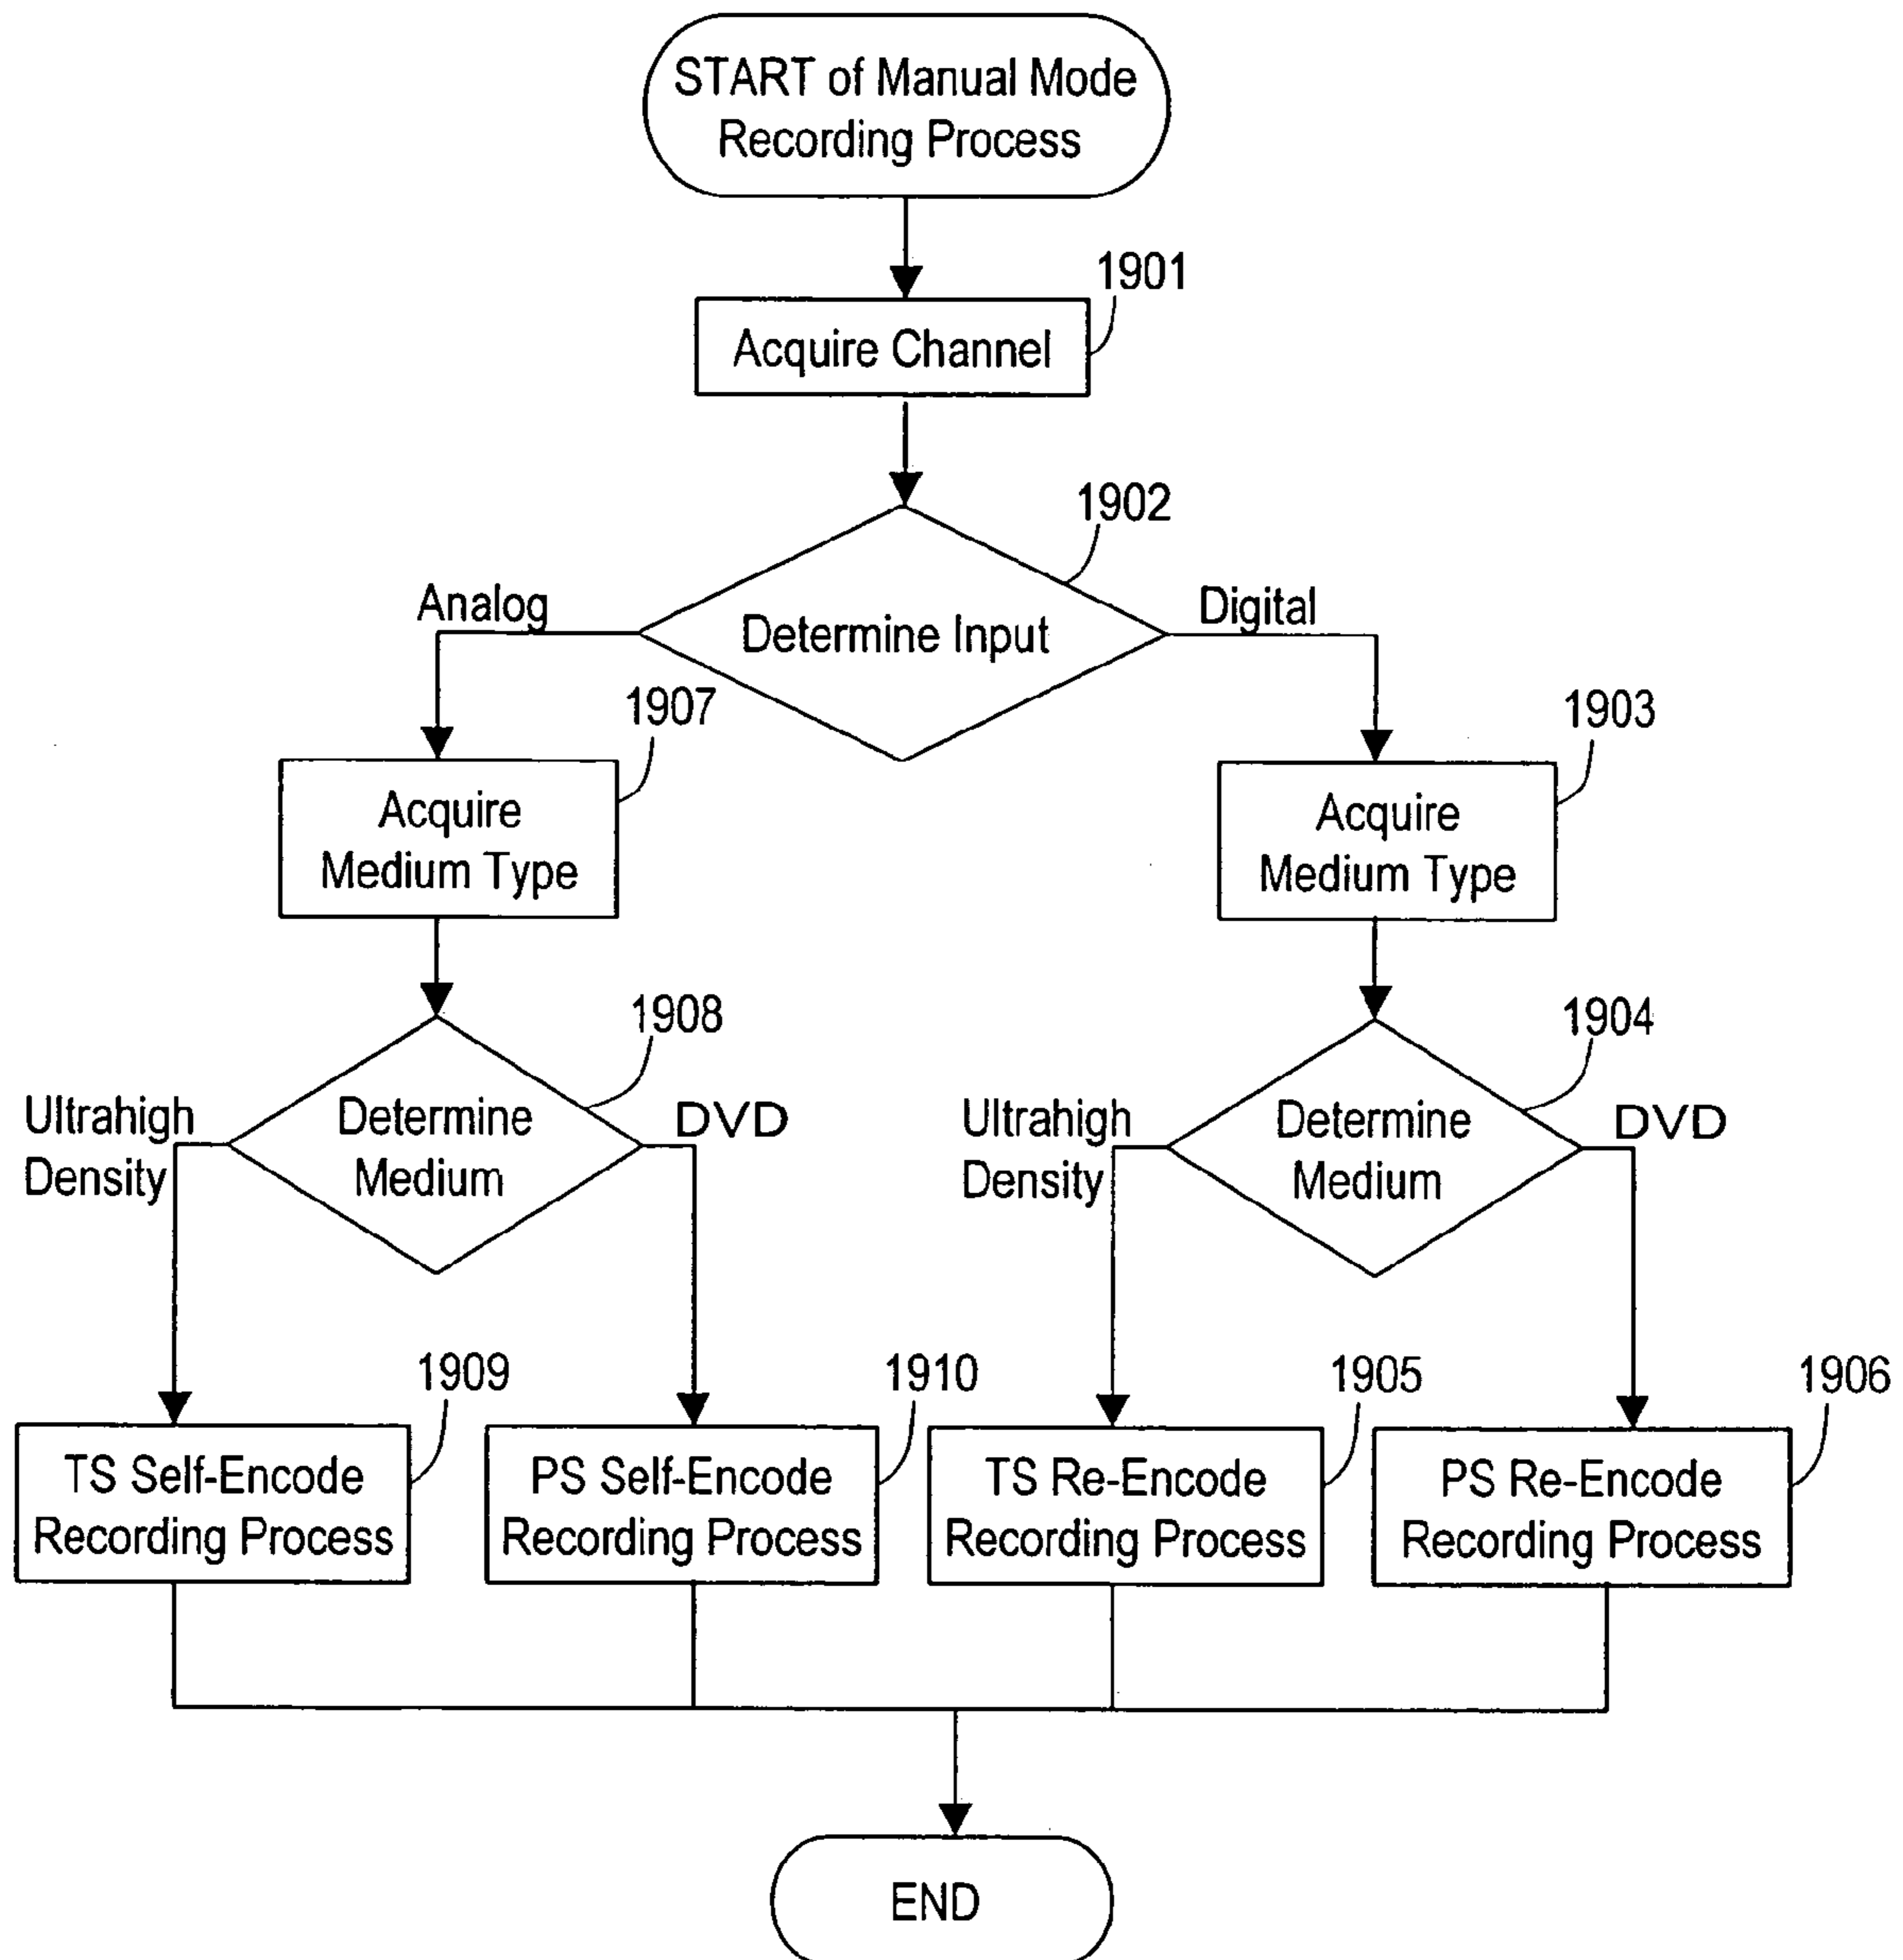 START of Manual Mode
Recording Process
1901
Acquire Channel
1902
Analog
Digital
Determine Input
1907
1903
Acquire
Medium Type
Acquire
Medium Type
1908
1904
Ultrahigh
Density
Determine
Medium
DVD
Ultrahigh
Density
Determine
Medium
DVD
1909
1910
1905
1906
TS Self-Encode
Recording Process
PS Self-Encode
Recording Process
TS Re-Encode
Recording Process
PS Re-Encode
Recording Process
END